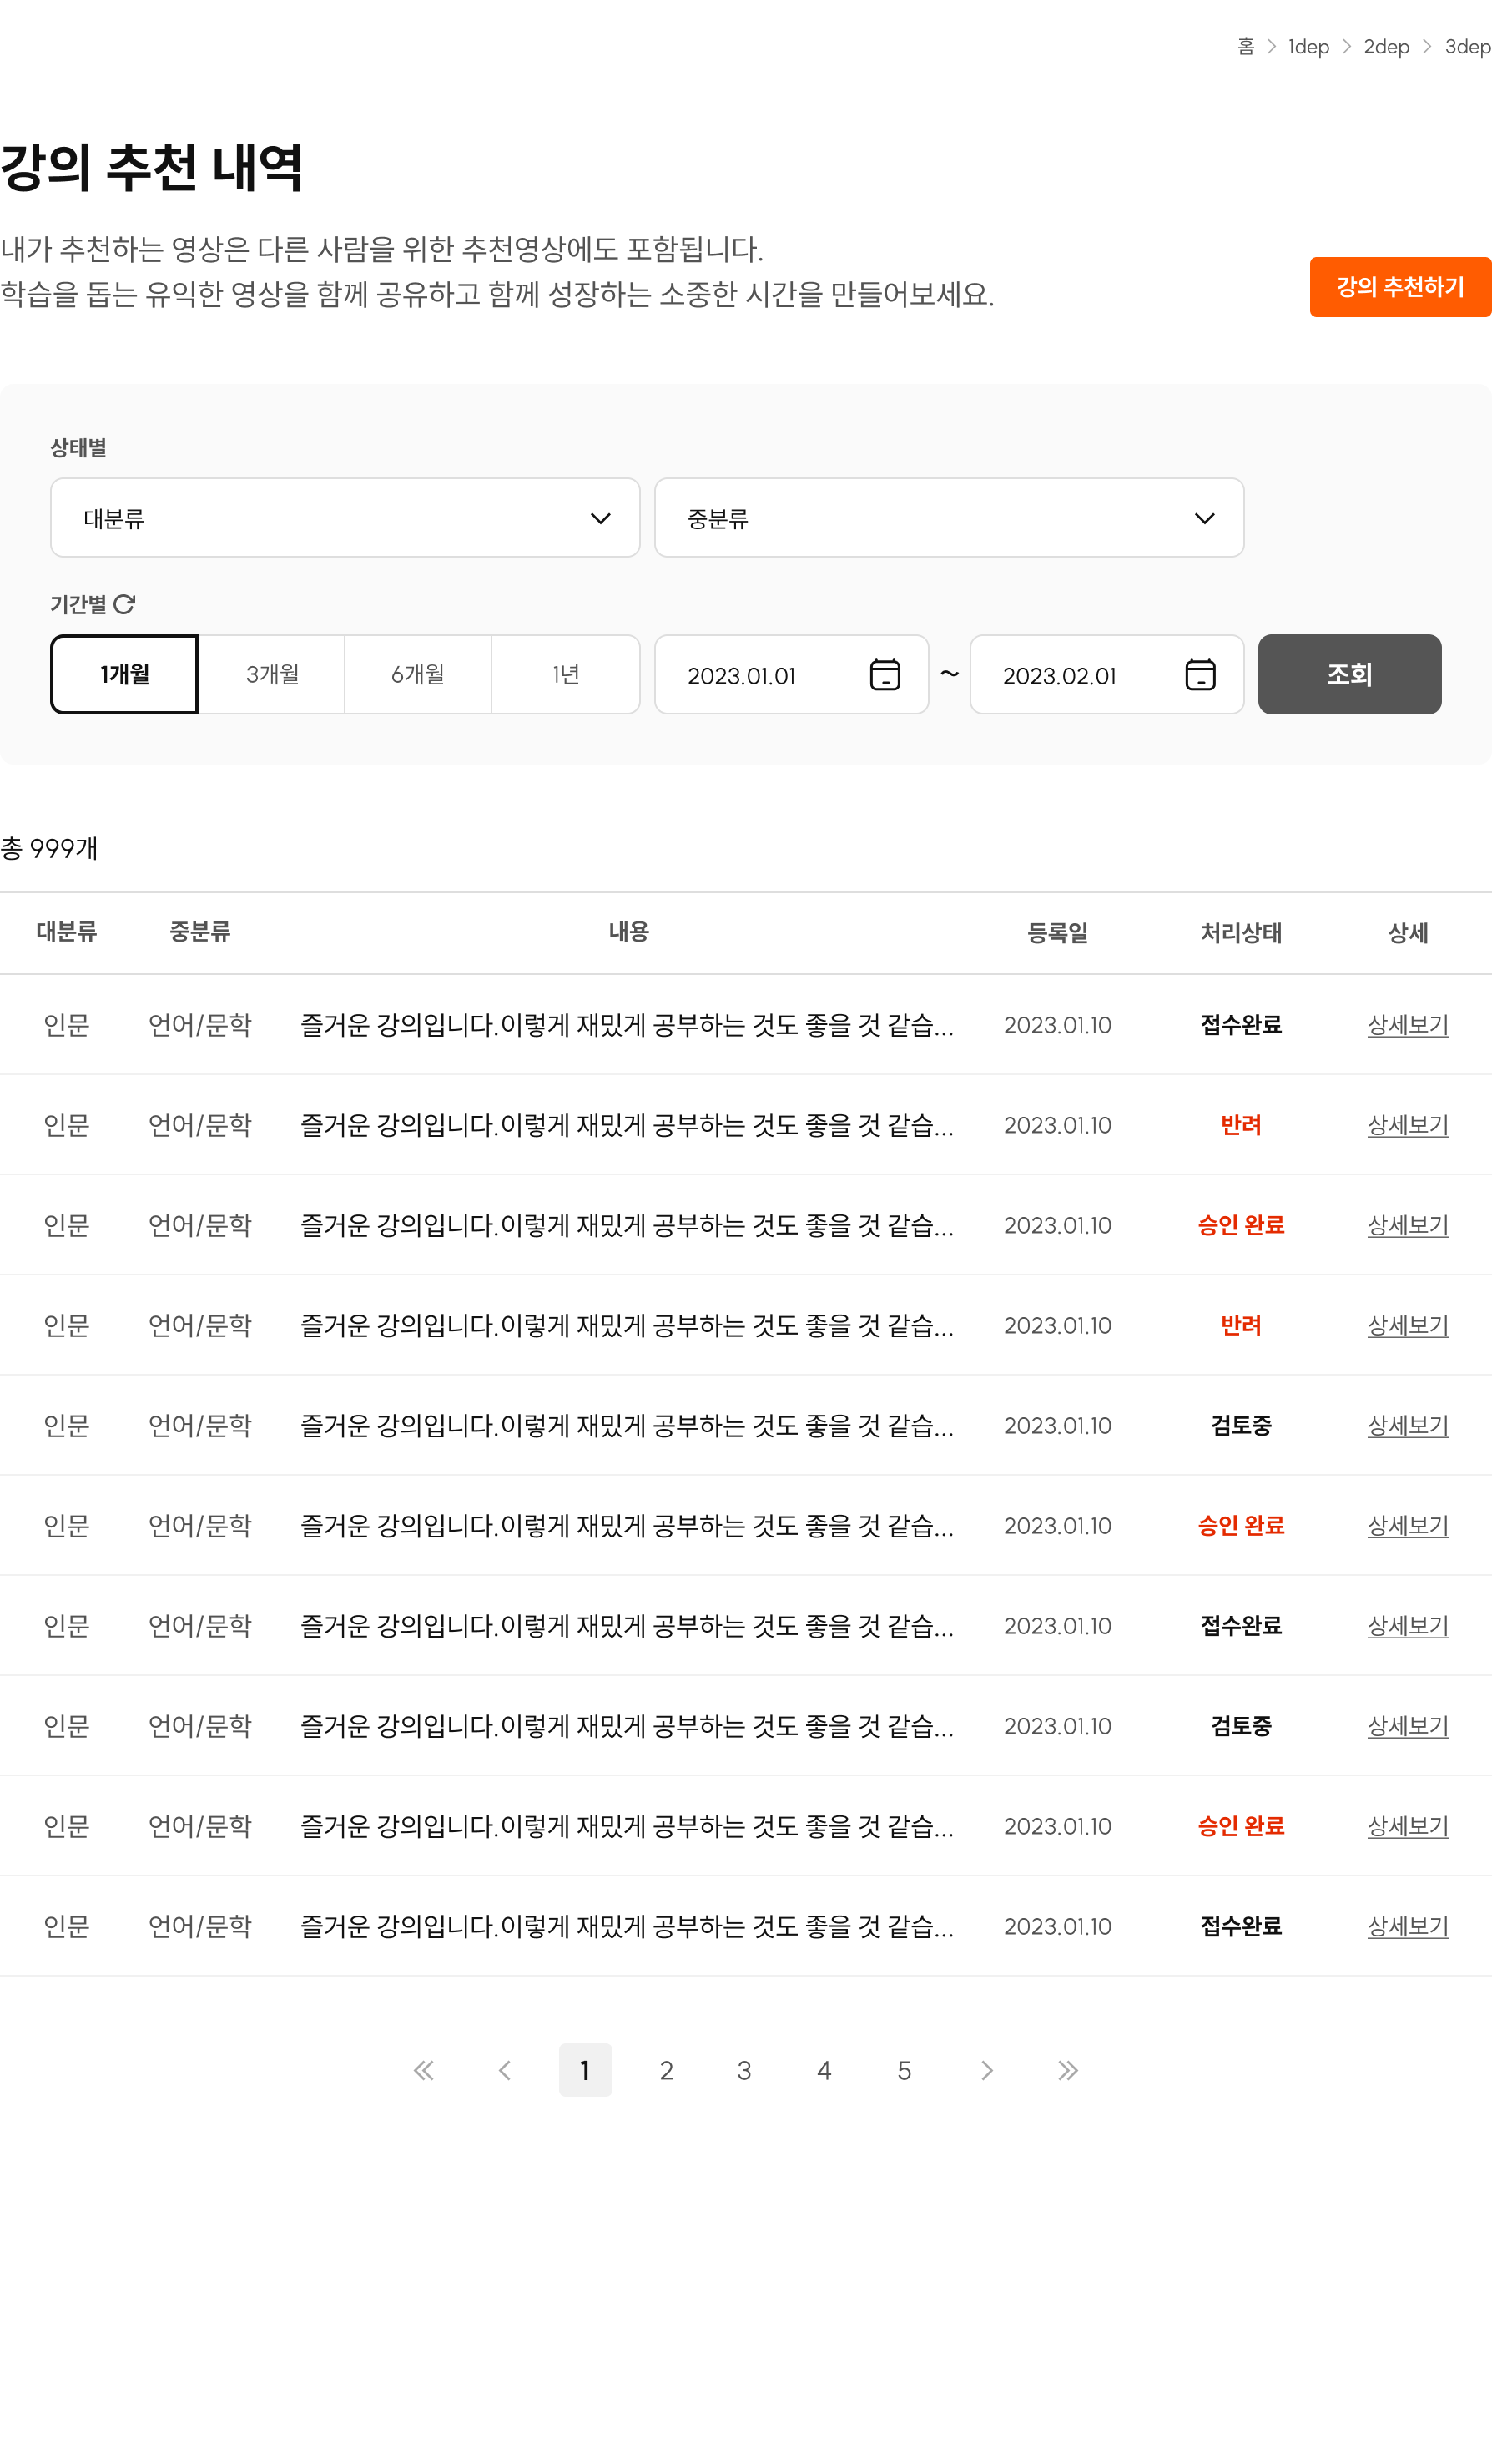 홈 > 1dep > 2dep > 3dep
강의 추천 내역
내가 추천하는 영상은 다른 사람을 위한 추천영상에도 포함됩니다.
학습을 돕는 유익한 영상을 함께 공유하고 함께 성장하는 소중한 시간을 만들어보세요.
강의 추천하기
상태별
대분류 중분류
기간별
1개월 3개월 6개월 1년 2023.01.01 ~ 2023.02.01 조회
총 999개
대분류 중분류 내용 등록일 처리상태 상세
인문 언어/문학 즐거운 강의입니다.이렇게 재밌게 공부하는 것도 좋을 것 같습... 2023.01.10 접수완료 상세보기
인문 언어/문학 즐거운 강의입니다.이렇게 재밌게 공부하는 것도 좋을 것 같습... 2023.01.10 반려 상세보기
인문 언어/문학 즐거운 강의입니다.이렇게 재밌게 공부하는 것도 좋을 것 같습... 2023.01.10 승인 완료 상세보기
인문 언어/문학 즐거운 강의입니다.이렇게 재밌게 공부하는 것도 좋을 것 같습... 2023.01.10 반려 상세보기
인문 언어/문학 즐거운 강의입니다.이렇게 재밌게 공부하는 것도 좋을 것 같습... 2023.01.10 검토중 상세보기
인문 언어/문학 즐거운 강의입니다.이렇게 재밌게 공부하는 것도 좋을 것 같습... 2023.01.10 승인 완료 상세보기
인문 언어/문학 즐거운 강의입니다.이렇게 재밌게 공부하는 것도 좋을 것 같습... 2023.01.10 접수완료 상세보기
인문 언어/문학 즐거운 강의입니다.이렇게 재밌게 공부하는 것도 좋을 것 같습... 2023.01.10 검토중 상세보기
인문 언어/문학 즐거운 강의입니다.이렇게 재밌게 공부하는 것도 좋을 것 같습... 2023.01.10 승인 완료 상세보기
인문 언어/문학 즐거운 강의입니다.이렇게 재밌게 공부하는 것도 좋을 것 같습... 2023.01.10 접수완료 상세보기
1 2 3 4 5